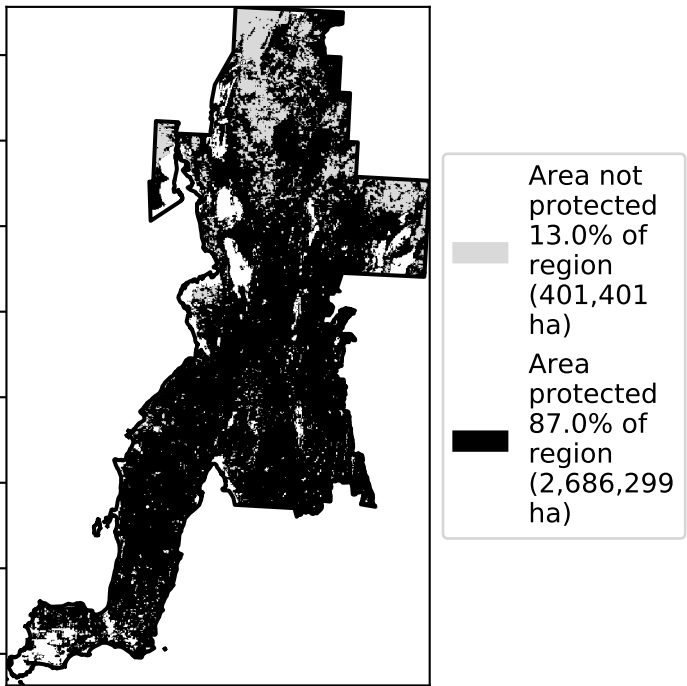 Area not
protected
13.0% of
region
(401,401
ha)
Area
protected
87.0% of
region
(2,686,299
ha)